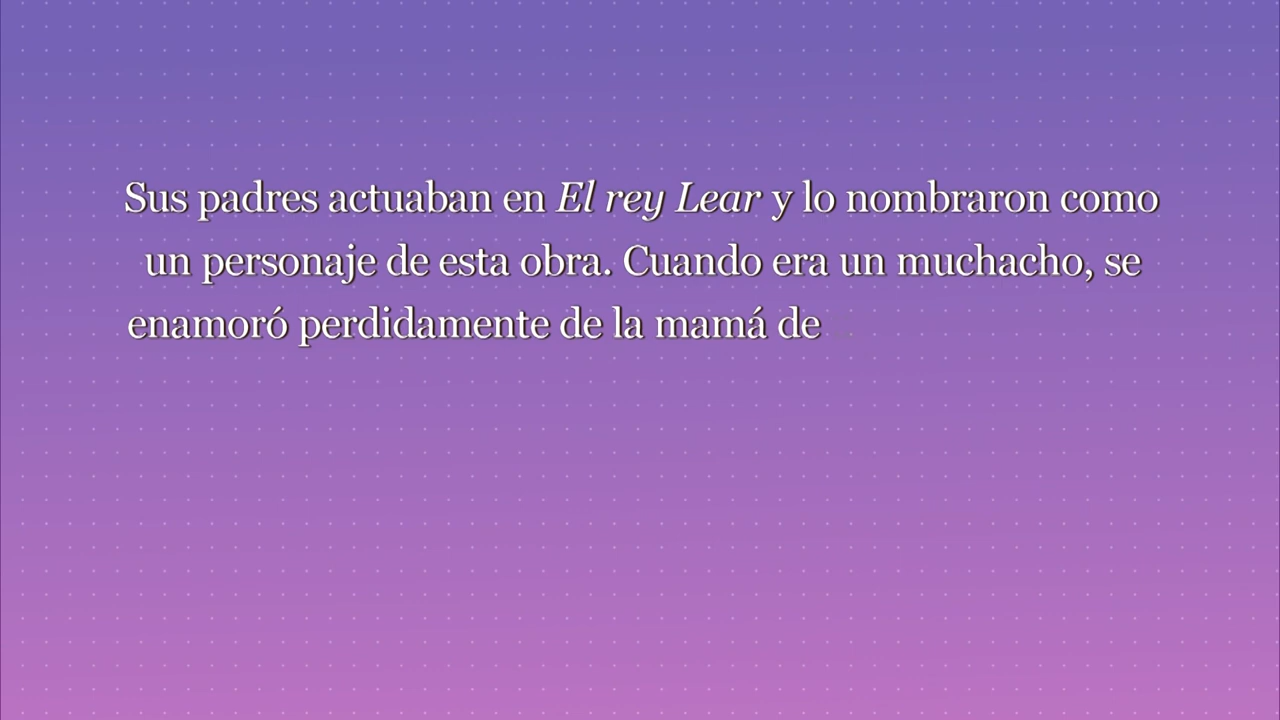 Sus padres actuaban en El rey Lear y lo nombraron como
un personaje de esta obra. Cuando era un muchacho, se
enamoró perdidamente de la mamá de